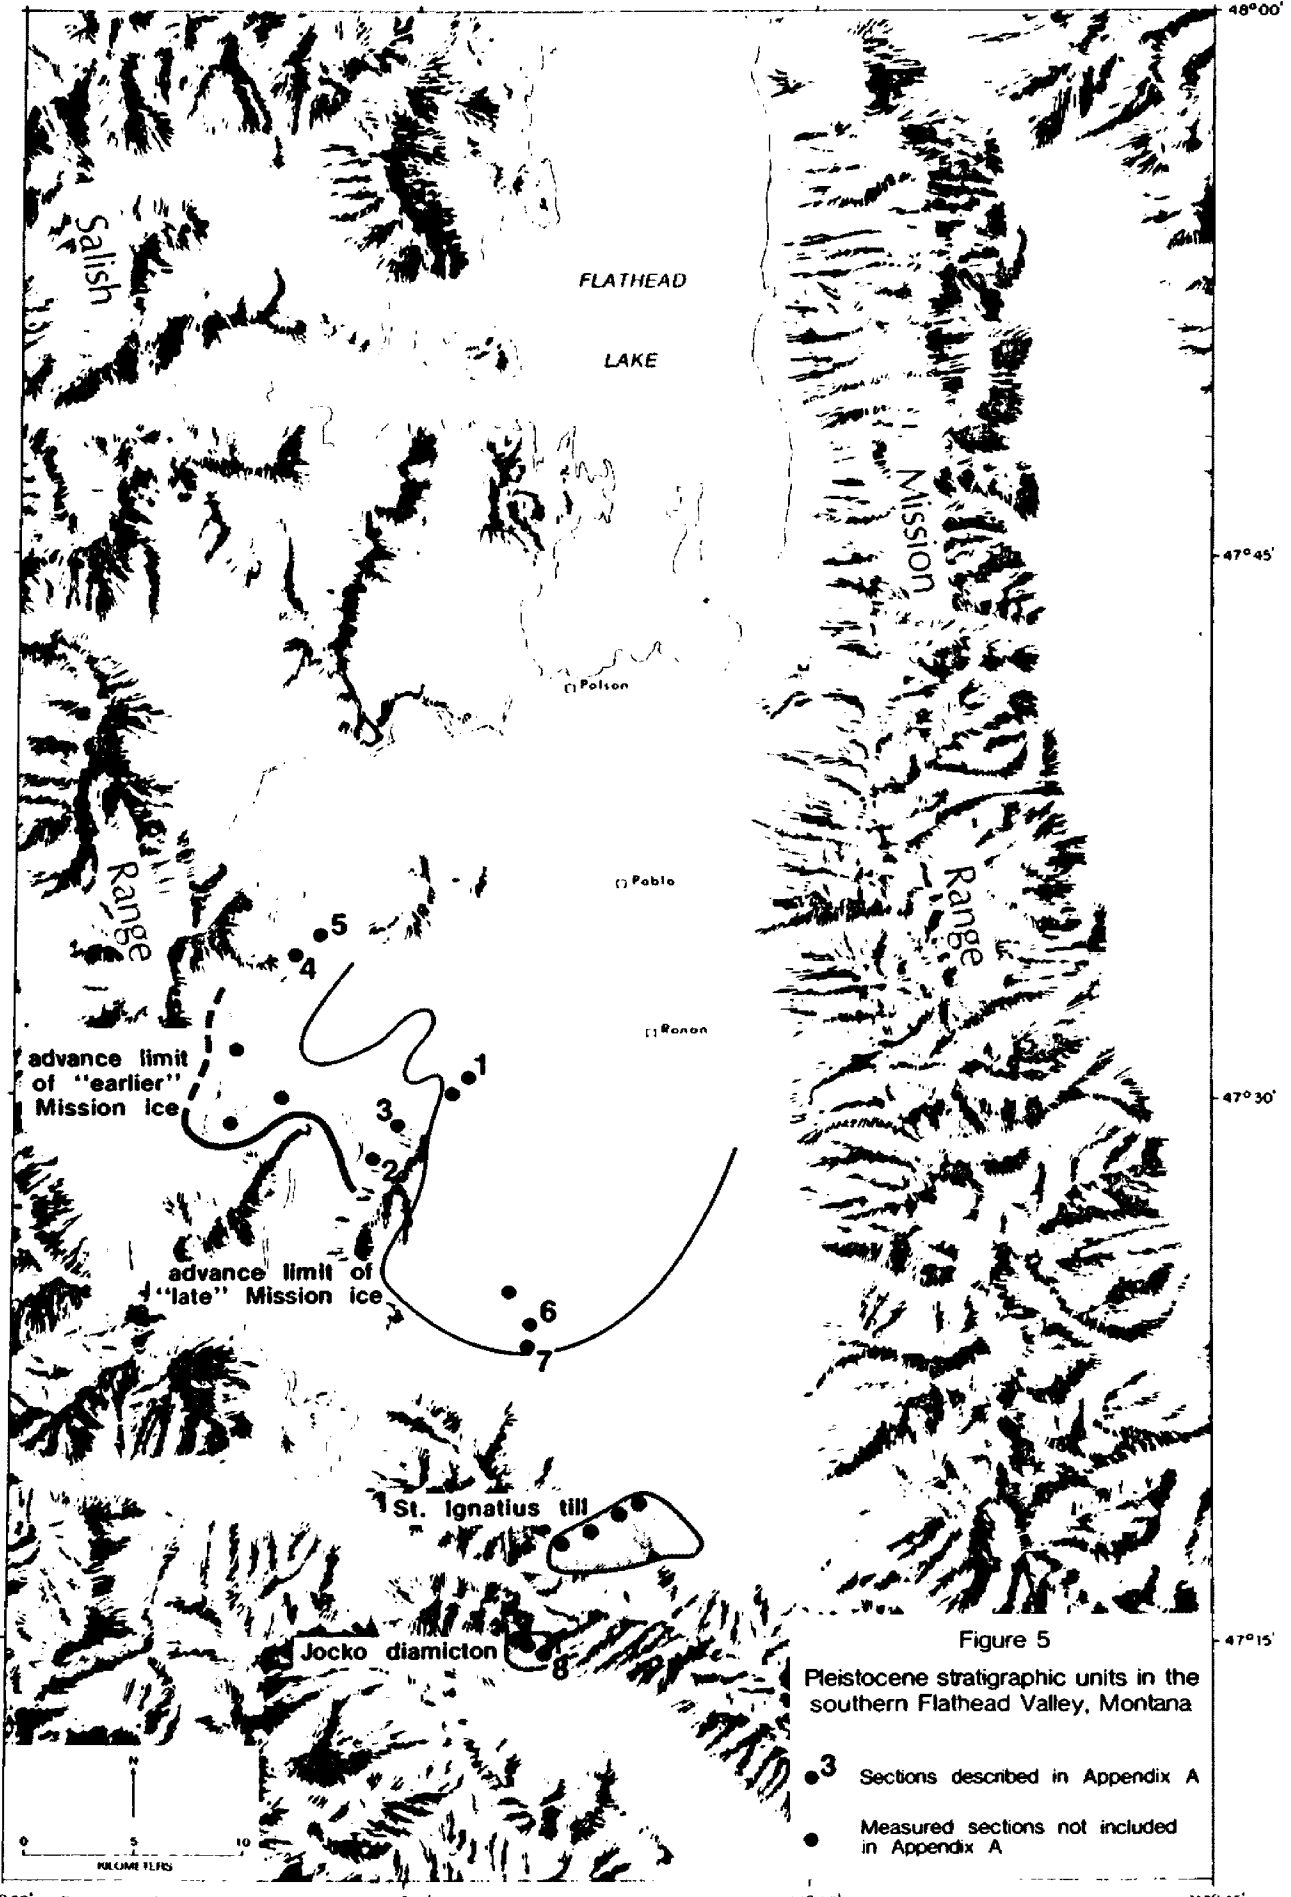 48°00'
Salish
FLATHEAD
LAKE
Mission
47°45'
Polson
Range
Pablo
Range
5
4
Ronan
advance limit
of "earlier"
Mission ice
1
47°30'
3
2
advance limit of
"late" Mission ice
6
7
St. Ignatius till
Jocko diamicton
8
47°15'
Figure 5
Pleistocene stratigraphic units in the
southern Flathead Valley, Montana
3 Sections described in Appendix A
Measured sections not included
in Appendix A
N
0 5 10
KILOMETERS